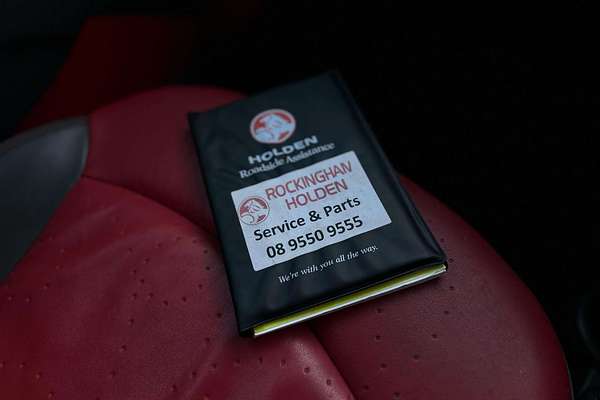 HOLDEN
Roadside Assistance
ROCKINGHAM
HOLDEN
Service & Parts
08 9550 9555
We're with you all the way.